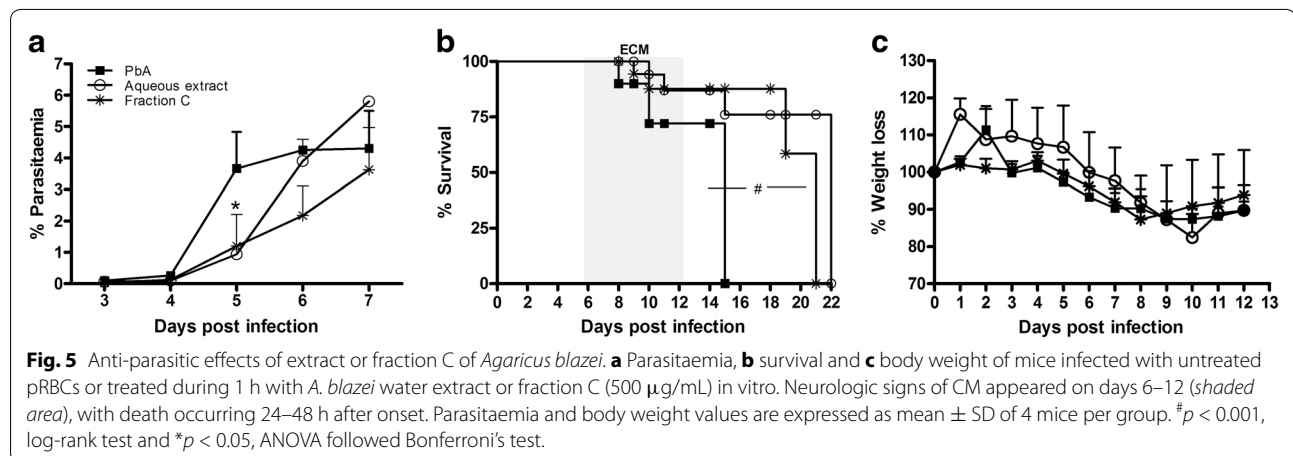 a
7
6
5
4
3
2
1
0
% Parasitaemia
PbA
Aqueous extract
Fraction C
*
3 4 5 6 7
Days post infection
b
ECM
100
75
50
25
0
% Survival
#
0 2 4 6 8 10 12 14 16 18 20 22
Days post infection
c
130
120
110
100
90
80
70
% Weight loss
0 1 2 3 4 5 6 7 8 9 10 11 12 13
Days post infection
Fig. 5 Anti-parasitic effects of extract or fraction C of Agaricus blazei. a Parasitaemia, b survival and c body weight of mice infected with untreated
pRBCs or treated during 1 h with A. blazei water extract or fraction C (500 μg/mL) in vitro. Neurologic signs of CM appeared on days 6–12 (shaded
area), with death occurring 24–48 h after onset. Parasitaemia and body weight values are expressed as mean ± SD of 4 mice per group. #p < 0.001,
log-rank test and *p < 0.05, ANOVA followed Bonferroni's test.